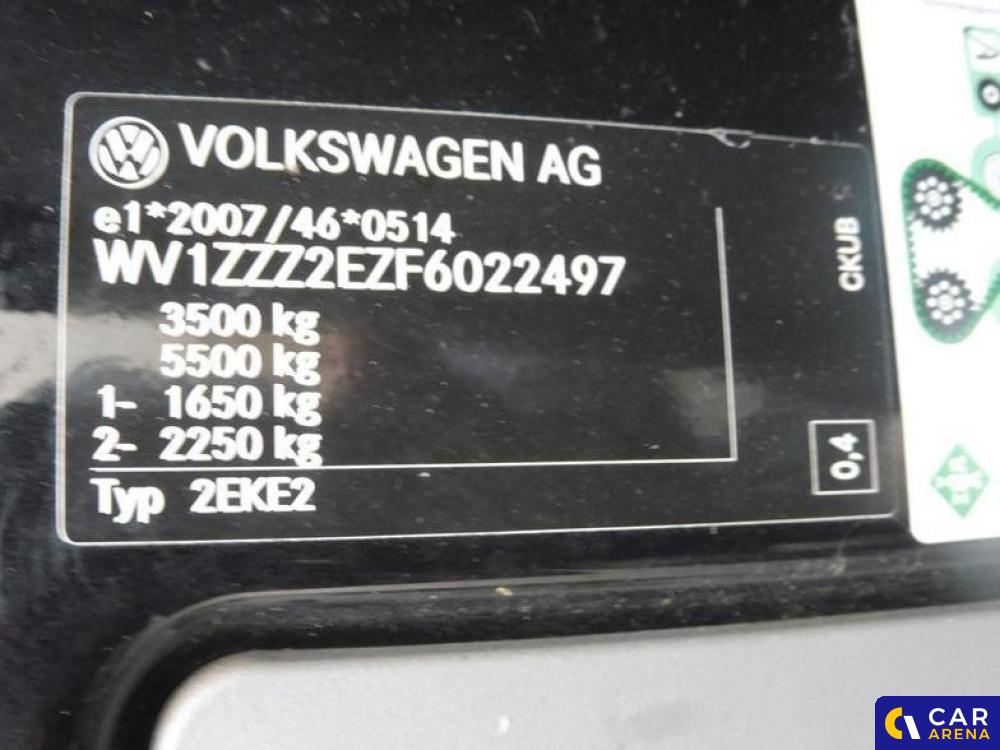 VOLKSWAGEN AG
e1*2007/46*0514
WV1ZZZ2EZF6022497
3500 kg
5500 kg
1- 1650 kg
2- 2250 kg
Typ 2EKE2
CKUB
0,4
CAR
ARENA